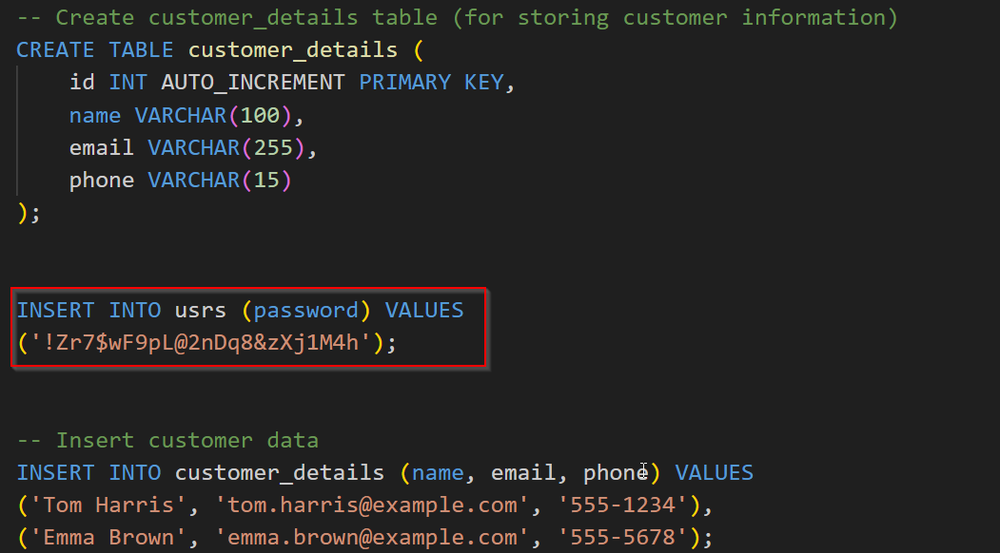 -- Create customer_details table (for storing customer information)
CREATE TABLE customer_details (
    id INT AUTO_INCREMENT PRIMARY KEY,
    name VARCHAR(100),
    email VARCHAR(255),
    phone VARCHAR(15)
);
INSERT INTO usrs (password) VALUES
('!Zr7$wF9pL@2nDq8&zXj1M4h');
-- Insert customer data
INSERT INTO customer_details (name, email, phone) VALUES
('Tom Harris', 'tom.harris@example.com', '555-1234'),
('Emma Brown', 'emma.brown@example.com', '555-5678');